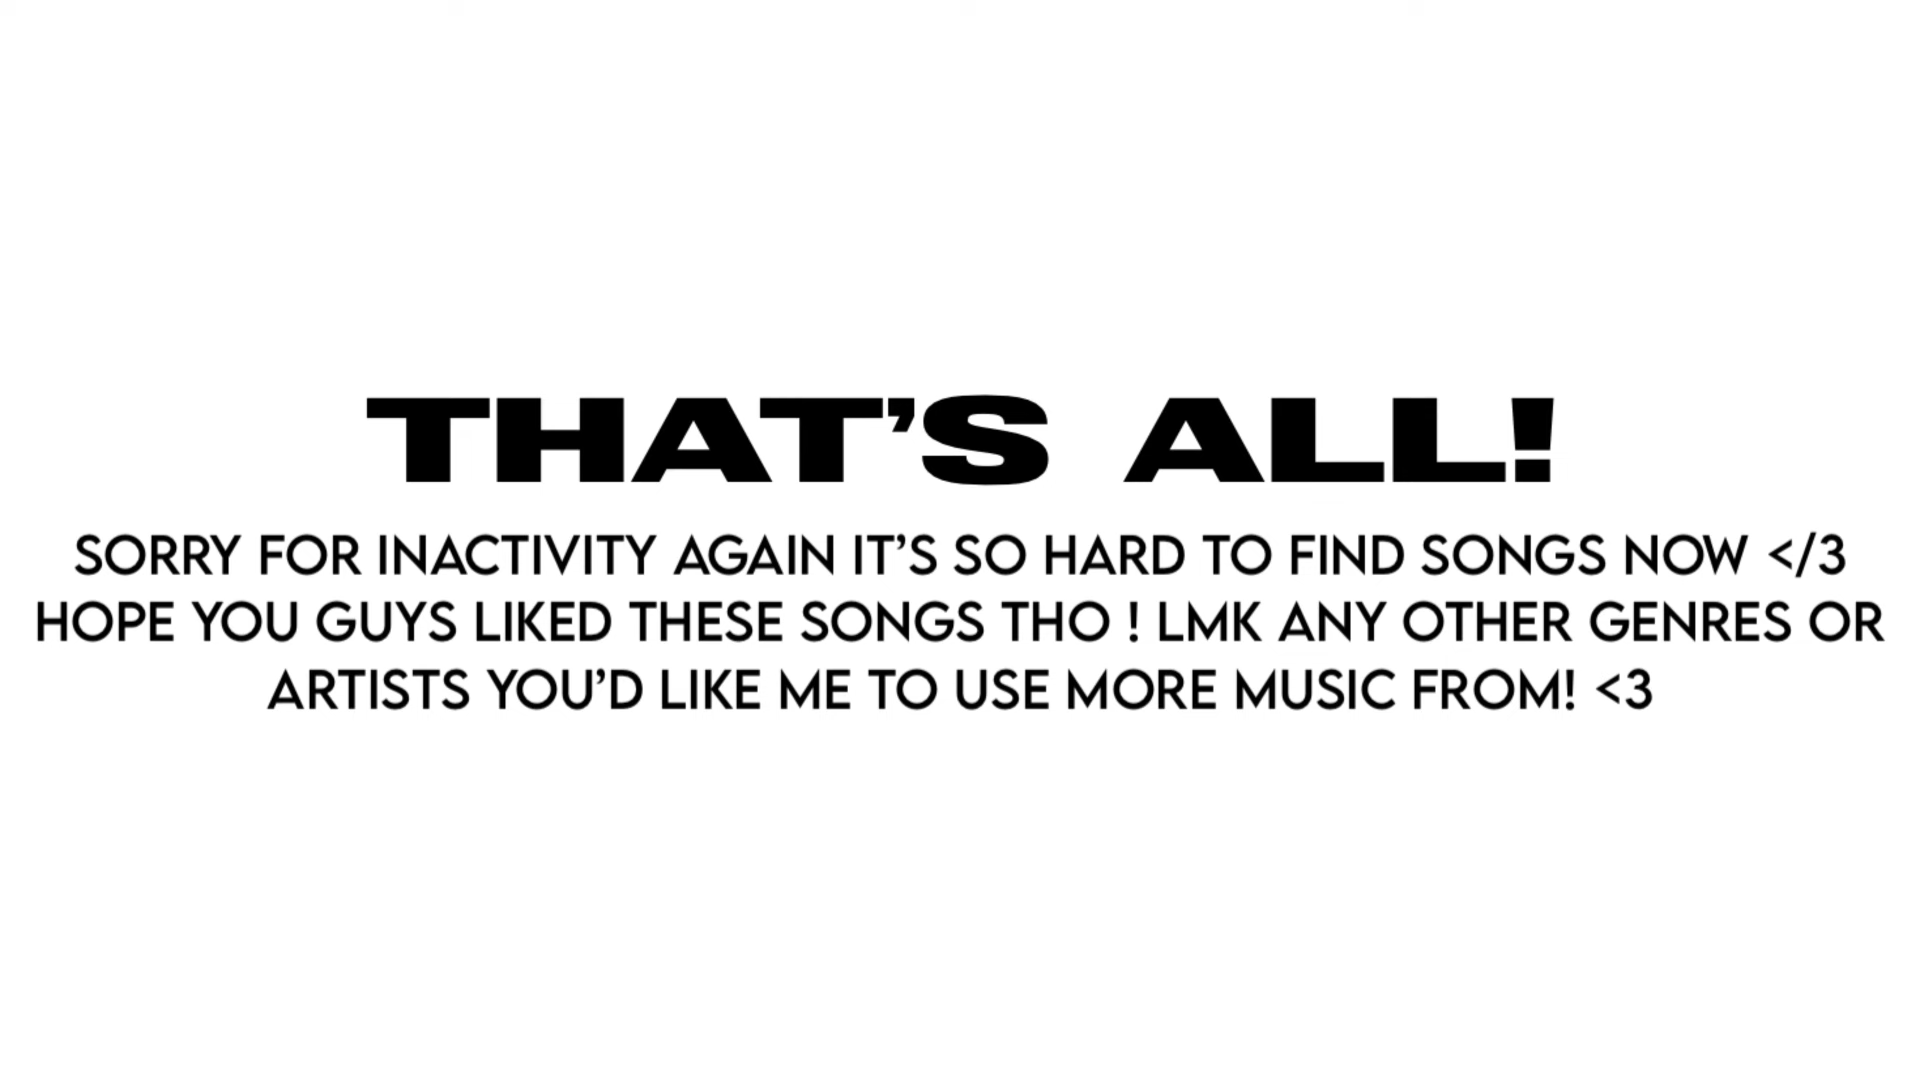 THAT'S ALL!
SORRY FOR INACTIVITY AGAIN IT'S SO HARD TO FIND SONGS NOW </3
HOPE YOU GUYS LIKED THESE SONGS THO ! LMK ANY OTHER GENRES OR
ARTISTS YOU'D LIKE ME TO USE MORE MUSIC FROM! <3